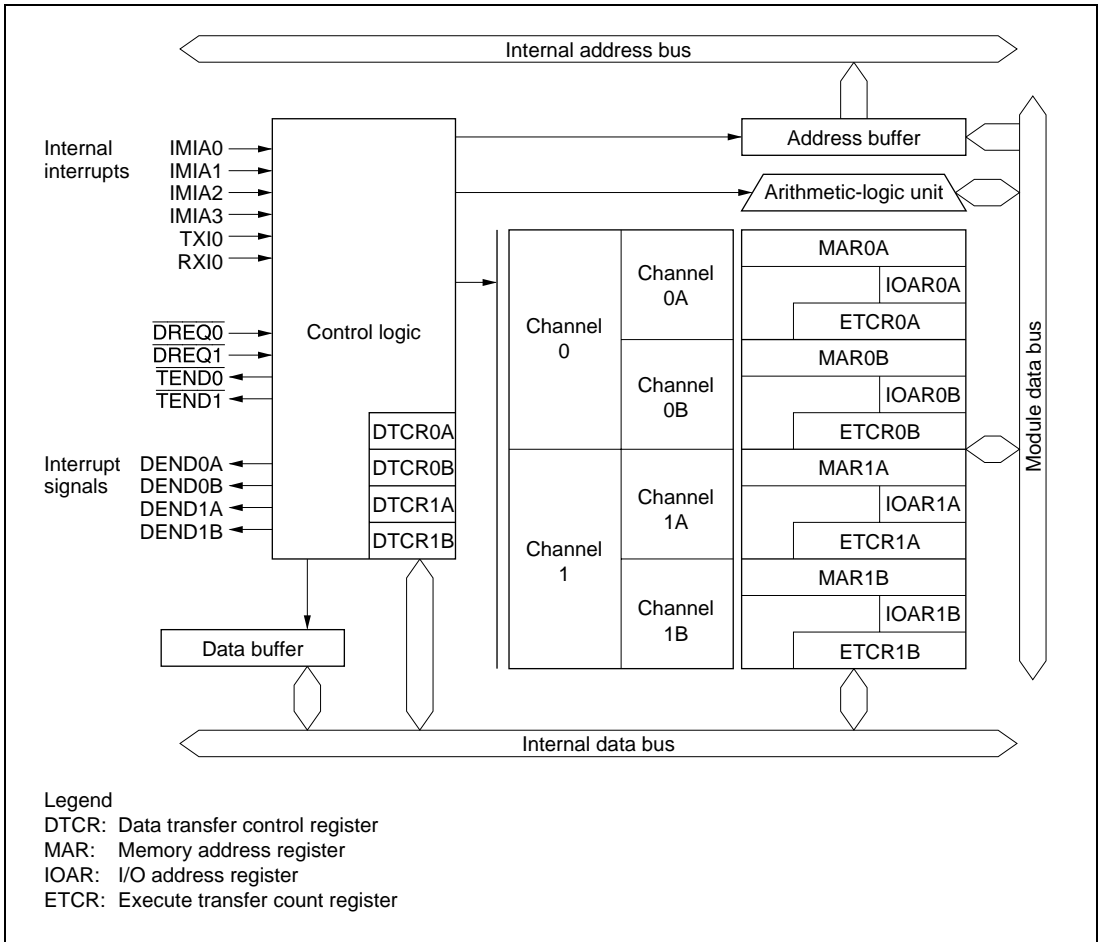 Internal address bus
Internal interrupts
IMIA0
IMIA1
IMIA2
IMIA3
TXI0
RXI0
DREQ0
DREQ1
TEND0
TEND1
Interrupt signals
DEND0A
DEND0B
DEND1A
DEND1B
Control logic
DTCR0A
DTCR0B
DTCR1A
DTCR1B
Data buffer
Address buffer
Arithmetic-logic unit
Channel
0
Channel
0A
Channel
0B
Channel
1
Channel
1A
Channel
1B
MAR0A
IOAR0A
ETCR0A
MAR0B
IOAR0B
ETCR0B
MAR1A
IOAR1A
ETCR1A
MAR1B
IOAR1B
ETCR1B
Module data bus
Internal data bus
Legend
DTCR: Data transfer control register
MAR: Memory address register
IOAR: I/O address register
ETCR: Execute transfer count register